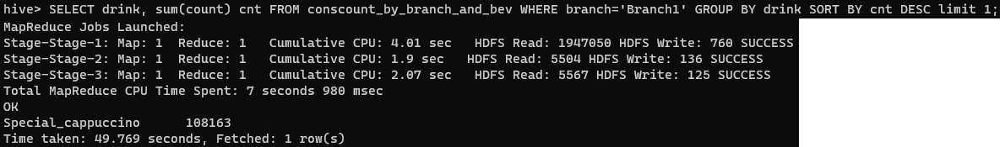 hive> SELECT drink, sum(count) cnt FROM conscount_by_branch_and_bev WHERE branch='Branch1' GROUP BY drink SORT BY cnt DESC limit 1;
MapReduce Jobs Launched:
Stage-Stage-1: Map: 1  Reduce: 1   Cumulative CPU: 4.01 sec   HDFS Read: 1947050 HDFS Write: 760 SUCCESS
Stage-Stage-2: Map: 1  Reduce: 1   Cumulative CPU: 1.9 sec   HDFS Read: 5504 HDFS Write: 136 SUCCESS
Stage-Stage-3: Map: 1  Reduce: 1   Cumulative CPU: 2.07 sec   HDFS Read: 5567 HDFS Write: 125 SUCCESS
Total MapReduce CPU Time Spent: 7 seconds 980 msec
OK
Special_cappuccino      108163
Time taken: 49.769 seconds, Fetched: 1 row(s)